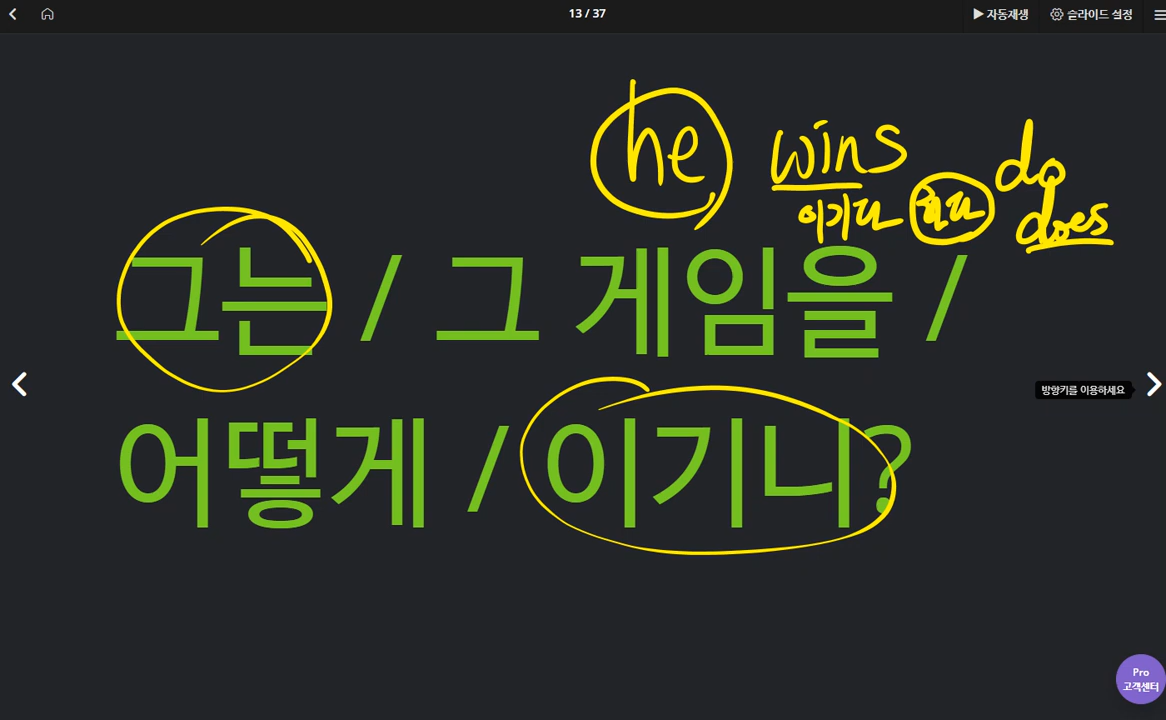 13 / 37
▶ 자동재생
슬라이드 설정
he
wins
do
이기다
does
그는 / 그 게임을 /
방향키를 이용하세요
어떻게 / 이기니?
Pro
고객센터